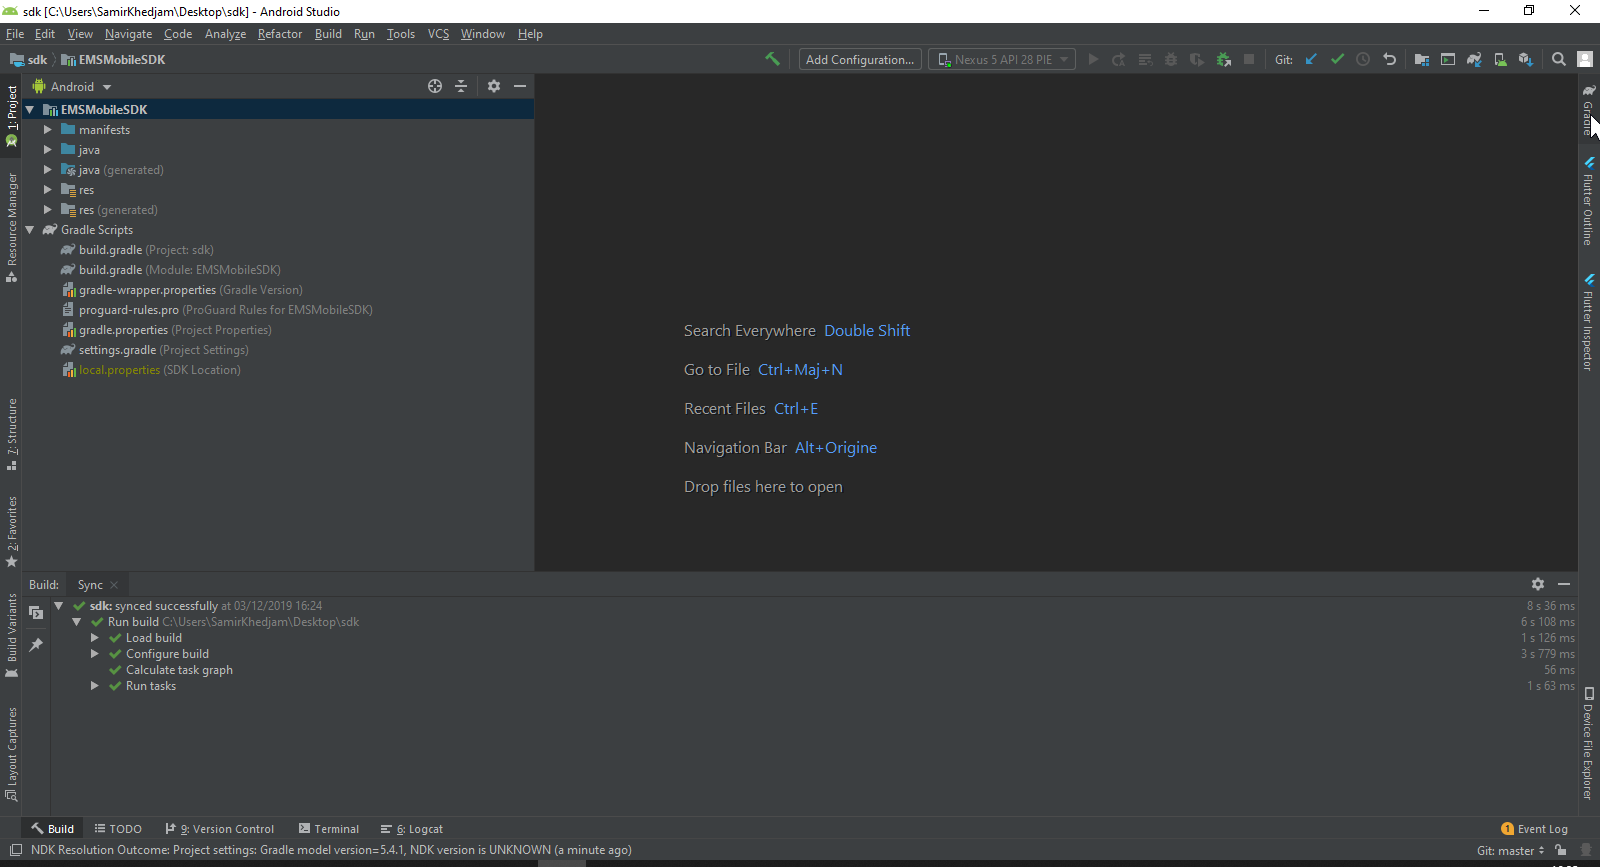 sdk [C:\Users\SamirKhedjam\Desktop\sdk] - Android Studio
File Edit View Navigate Code Analyze Refactor Build Run Tools VCS Window Help
sdk EMSMobileSDK Add Configuration... Nexus 5 API 28 PIE Git:
Android
1: Project
Resource Manager
7: Structure
2: Favorites
Build Variants
Layout Captures
EMSMobileSDK
manifests
java
java (generated)
res
res (generated)
Gradle Scripts
build.gradle (Project: sdk)
build.gradle (Module: EMSMobileSDK)
gradle-wrapper.properties (Gradle Version)
proguard-rules.pro (ProGuard Rules for EMSMobileSDK)
gradle.properties (Project Properties)
settings.gradle (Project Settings)
local.properties (SDK Location)
Search Everywhere Double Shift
Go to File Ctrl+Maj+N
Recent Files Ctrl+E
Navigation Bar Alt+Origine
Drop files here to open
Gradle
Flutter Outline
Flutter Inspector
Device File Explorer
Build: Sync
sdk: synced successfully at 03/12/2019 16:24 8 s 36 ms
Run build C:\Users\SamirKhedjam\Desktop\sdk 6 s 108 ms
Load build 1 s 126 ms
Configure build 3 s 779 ms
Calculate task graph 56 ms
Run tasks 1 s 63 ms
Build TODO 9: Version Control Terminal 6: Logcat 1 Event Log
NDK Resolution Outcome: Project settings: Gradle model version=5.4.1, NDK version is UNKNOWN (a minute ago) Git: master